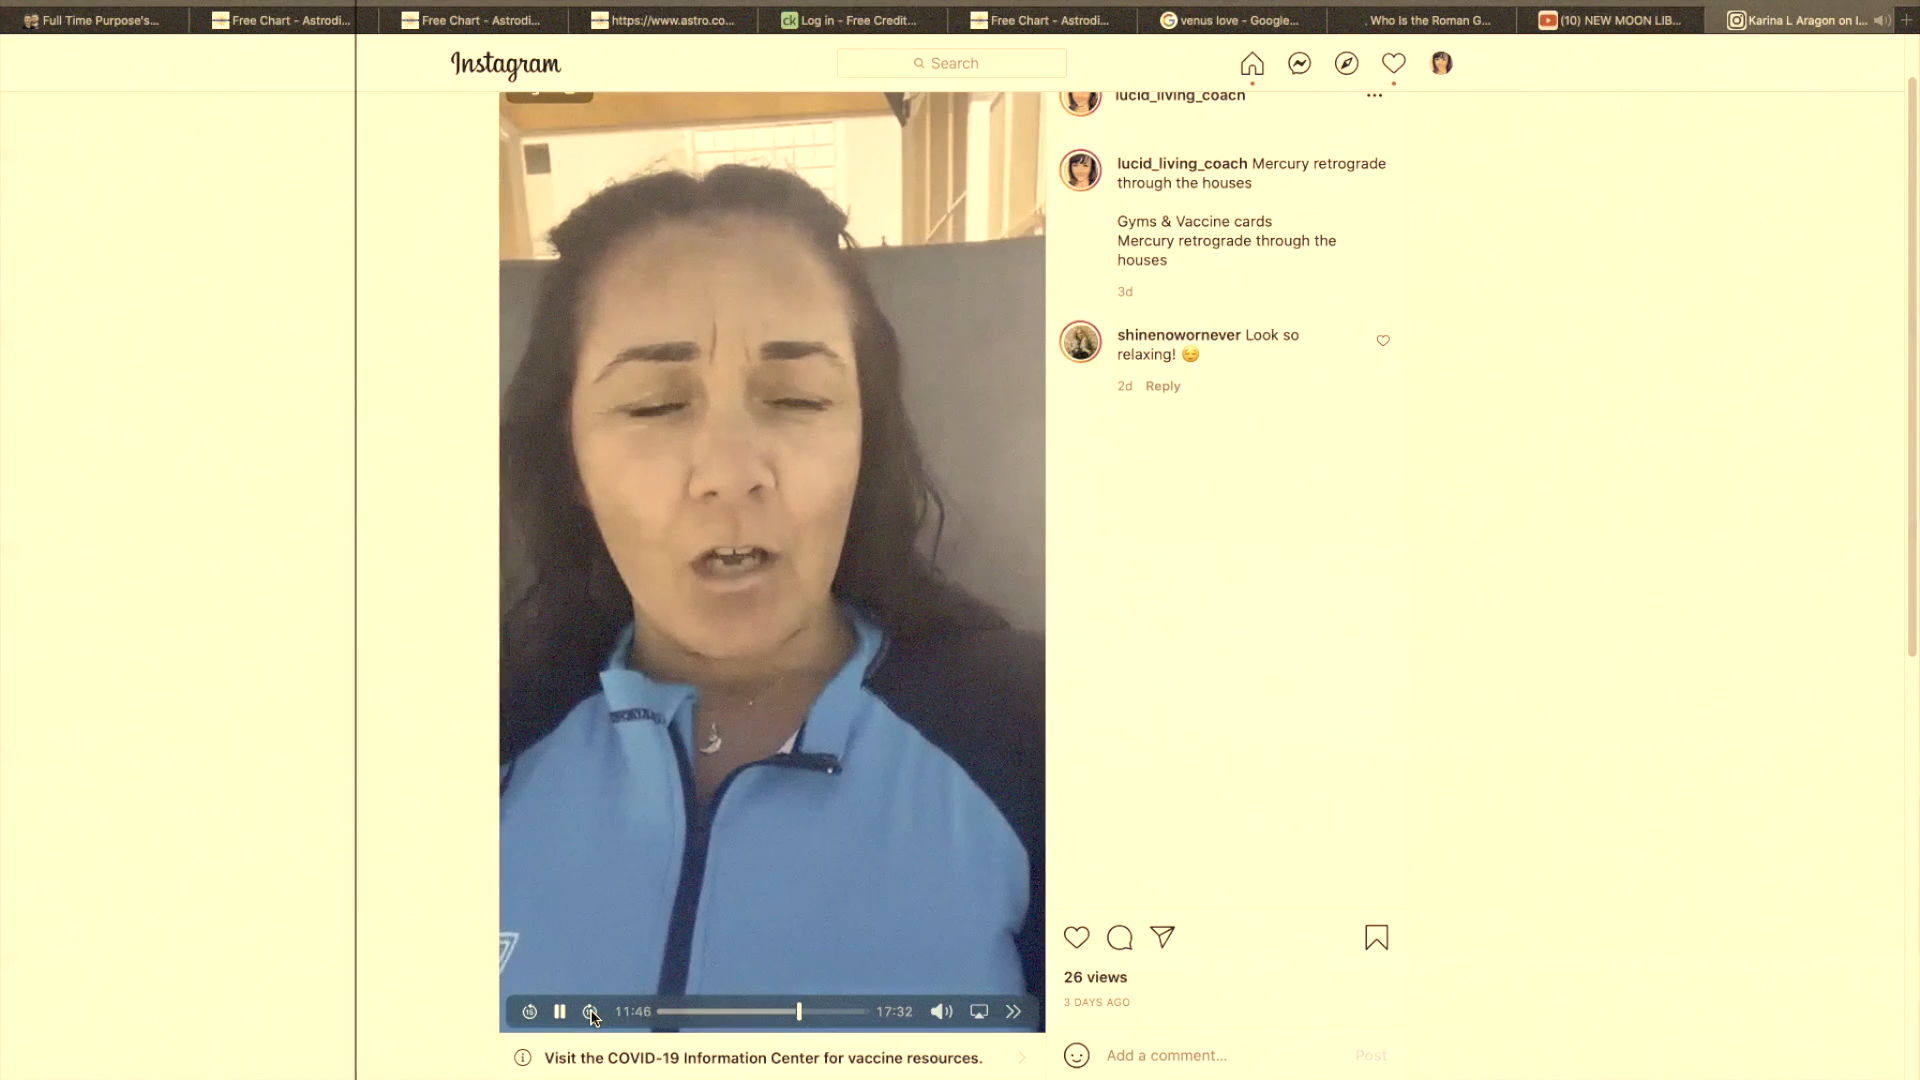 Full Time Purpose's...
Free Chart - Astrodi...
Free Chart - Astrodi...
https://www.astro.co...
ck Log in - Free Credit...
Free Chart - Astrodi...
venus love - Google...
Who Is the Roman G...
(10) NEW MOON LIB...
Karina L Aragon on I...
Instagram
Search
lucid_living_coach
lucid_living_coach Mercury retrograde
through the houses
Gyms & Vaccine cards
Mercury retrograde through the
houses
3d
shinenowornever Look so
relaxing! 😌
2d Reply
26 views
3 DAYS AGO
15
11:46
17:32
Visit the COVID-19 Information Center for vaccine resources.
Add a comment...
Post